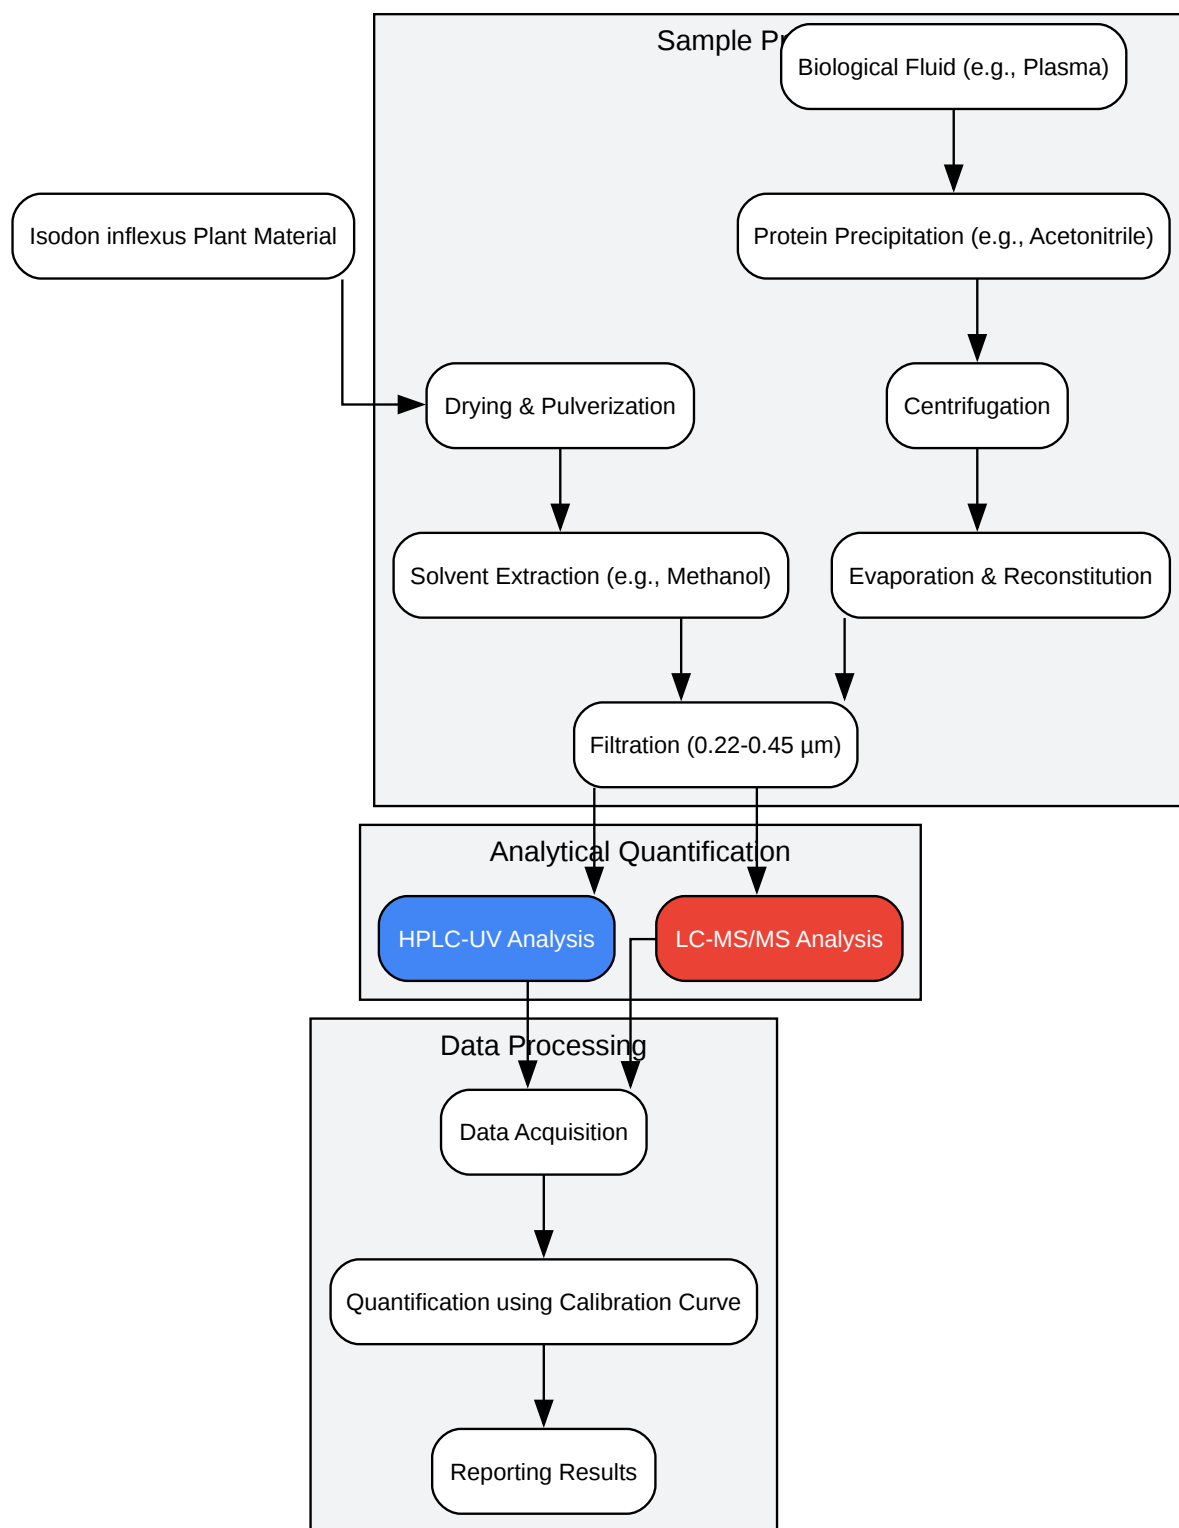 Sample Pr
Biological Fluid (e.g., Plasma)
Isodon inflexus Plant Material
Protein Precipitation (e.g., Acetonitrile)
Drying & Pulverization
Centrifugation
Solvent Extraction (e.g., Methanol)
Evaporation & Reconstitution
Filtration (0.22-0.45 µm)
Analytical Quantification
HPLC-UV Analysis
LC-MS/MS Analysis
Data Processing
Data Acquisition
Quantification using Calibration Curve
Reporting Results